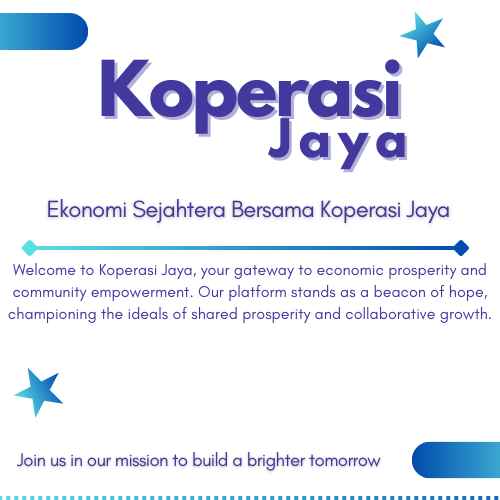 Koperasi
Jaya
Ekonomi Sejahtera Bersama Koperasi Jaya
Welcome to Koperasi Jaya, your gateway to economic prosperity and
community empowerment. Our platform stands as a beacon of hope,
championing the ideals of shared prosperity and collaborative growth.
Join us in our mission to build a brighter tomorrow